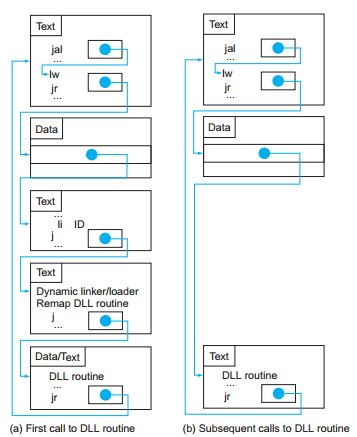 Text
jal
...
lw
jr
...
Data
Text
...
li ID
j
...
Text
Dynamic linker/loader
Remap DLL routine
j
...
Data/Text
DLL routine
...
jr
(a) First call to DLL routine
Text
jal
...
lw
jr
...
Data
Text
DLL routine
...
jr
(b) Subsequent calls to DLL routine